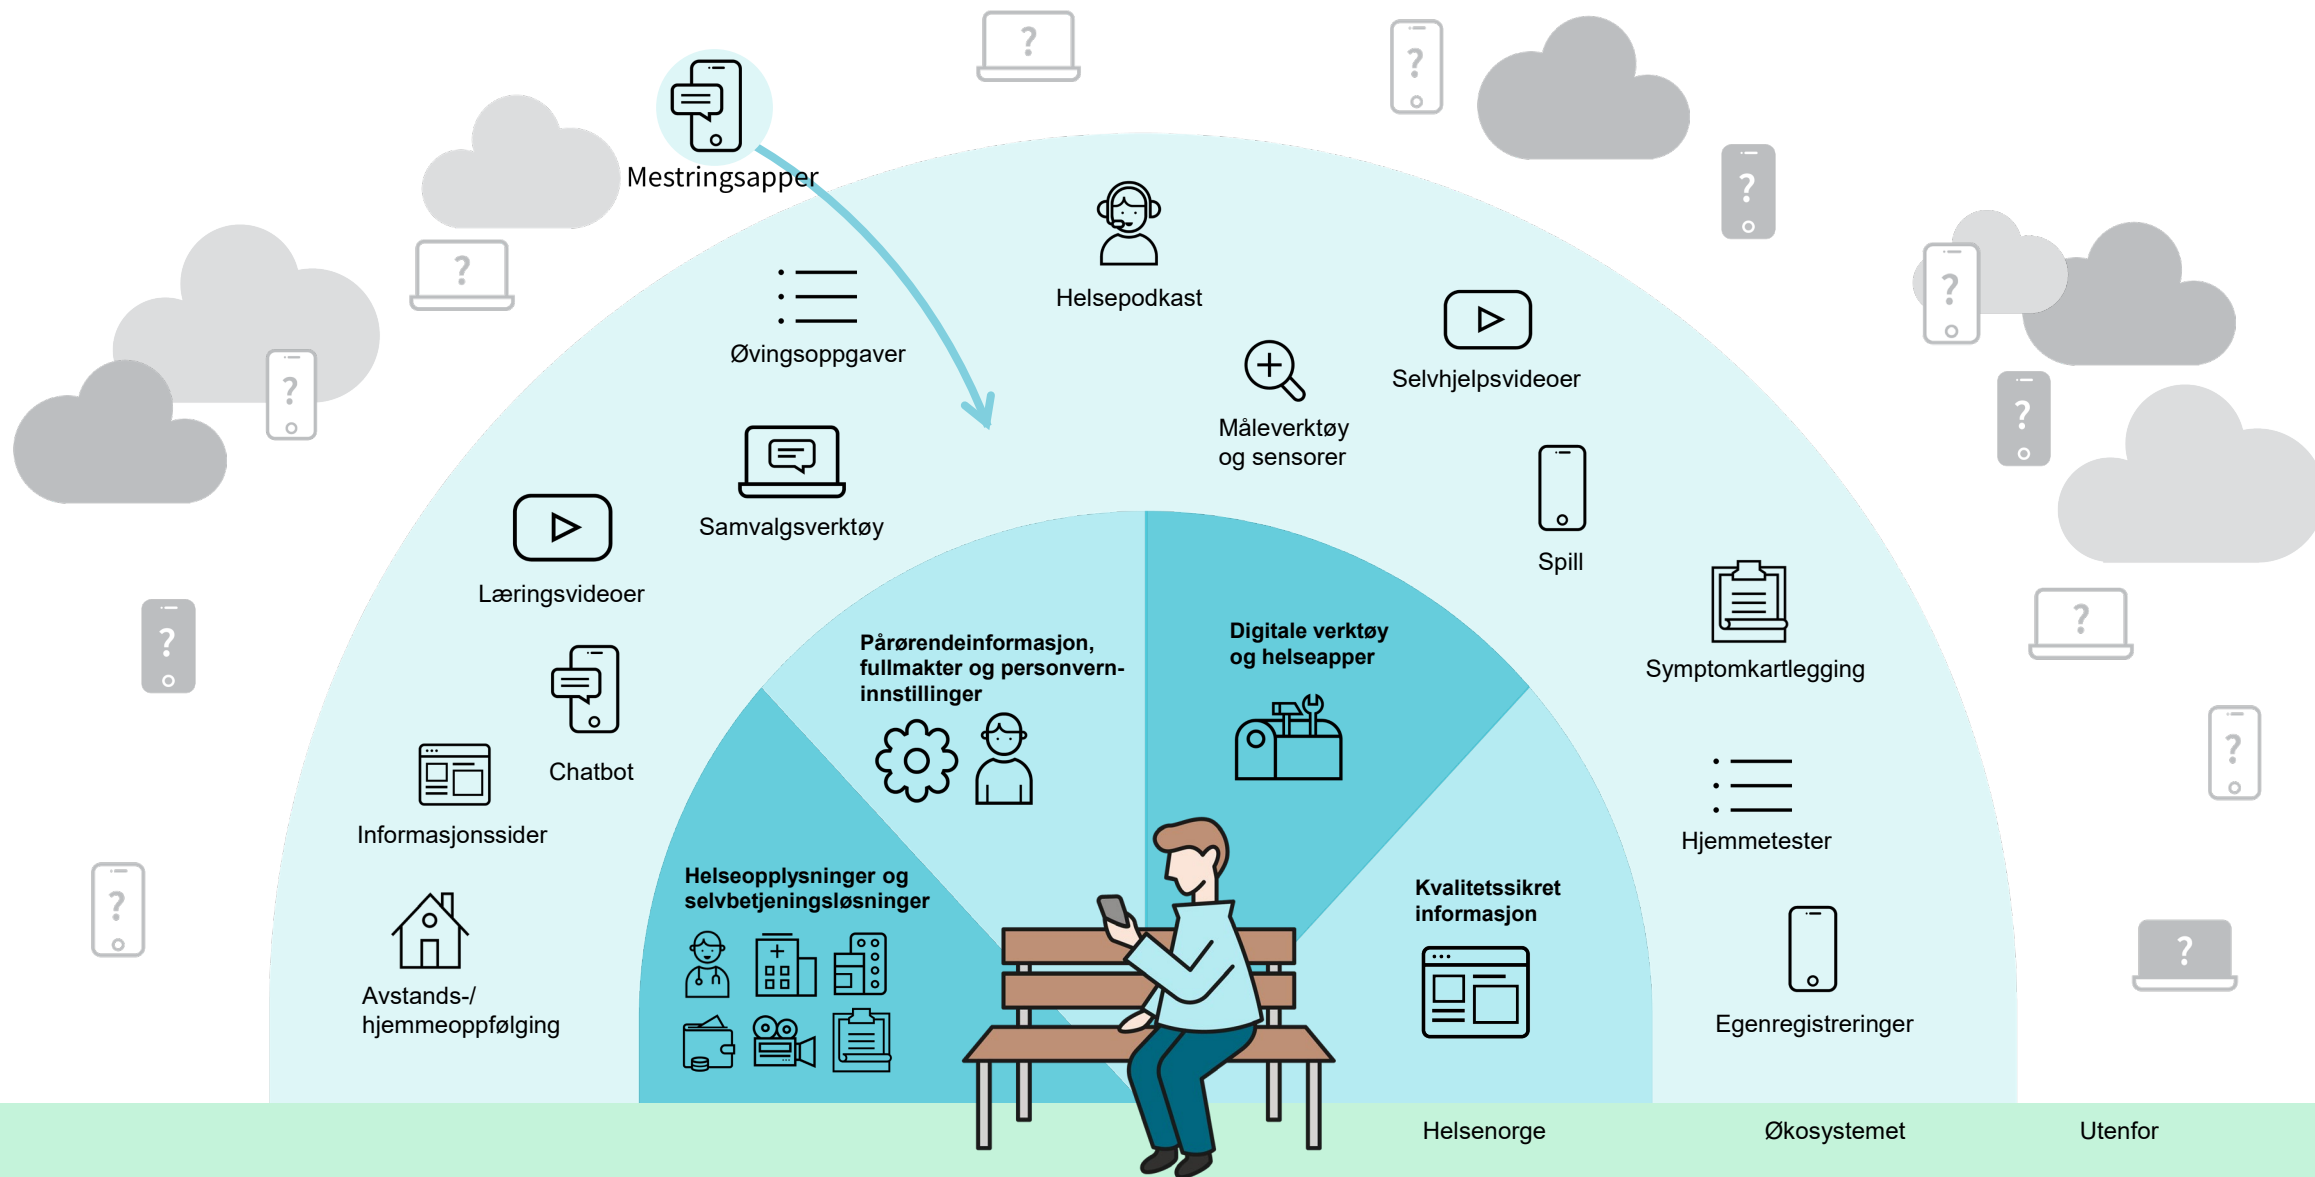 ?
?
Mestringsapper
?
?
?
Helsepodkast
Øvingsoppgaver
Selvhjelpsvideoer
?
?
Måleverktøy
og sensorer
Samvalgsverktøy
Spill
Læringsvideoer
?
?
Pårørendeinformasjon,
fullmakter og personvern-
innstillinger
Digitale verktøy
og helseapper
Symptomkartlegging
Chatbot
?
Informasjonssider
Hjemmetester
Helseopplysninger og
selvbetjeningsløsninger
Kvalitetssikret
informasjon
?
?
Avstands-/
hjemmeoppfølging
Egenregistreringer
Helsenorge
Økosystemet
Utenfor